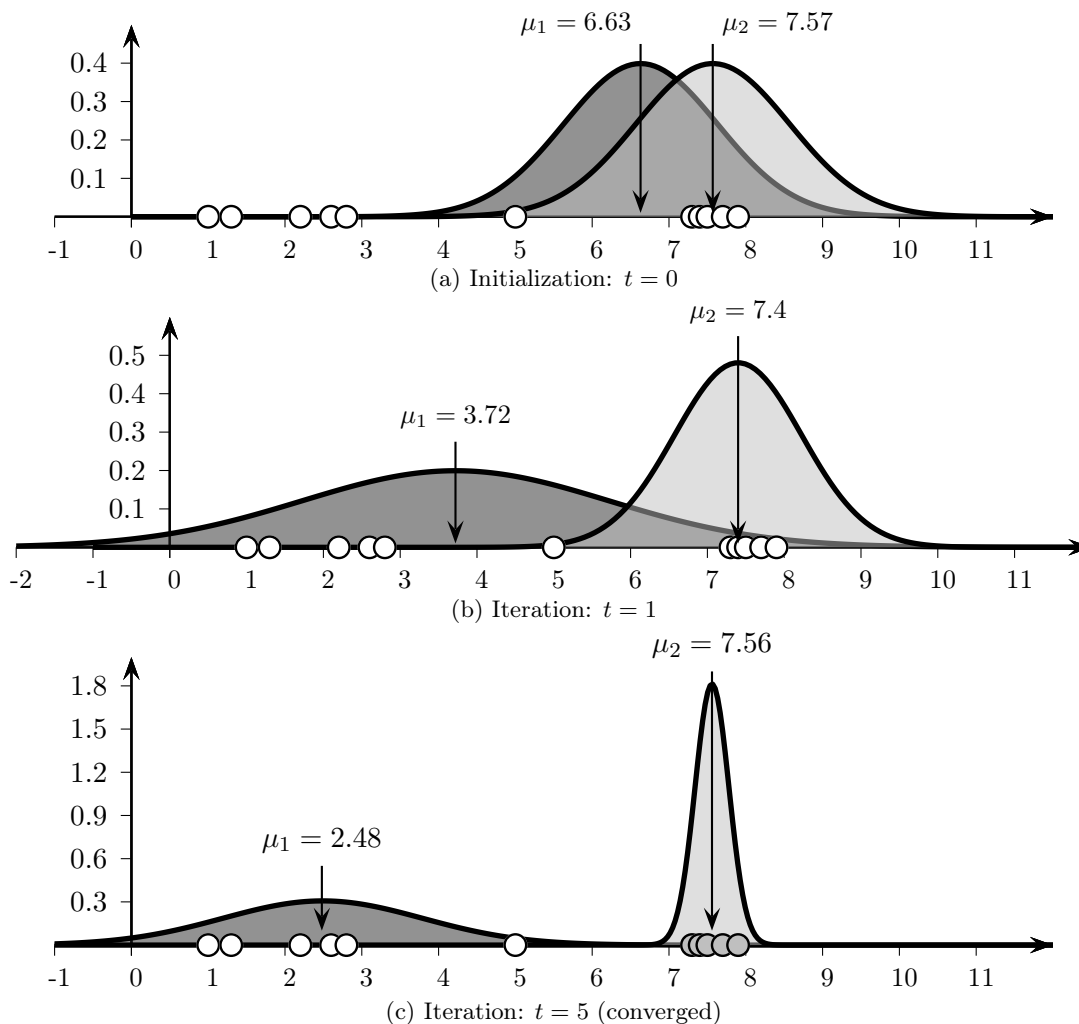 μ₁ = 6.63 μ₂ = 7.57
0.4
0.3
0.2
0.1
-1 0 1 2 3 4 5 6 7 8 9 10 11
(a) Initialization: t = 0
μ₂ = 7.4
0.5
0.4
μ₁ = 3.72
0.3
0.2
0.1
-2 -1 0 1 2 3 4 5 6 7 8 9 10 11
(b) Iteration: t = 1
μ₂ = 7.56
1.8
1.5
1.2
0.9
μ₁ = 2.48
0.6
0.3
-1 0 1 2 3 4 5 6 7 8 9 10 11
(c) Iteration: t = 5 (converged)